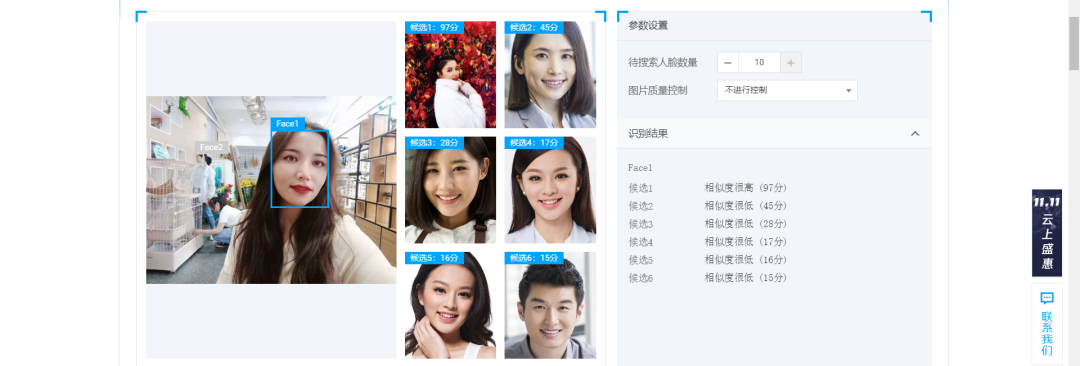 Face1
Face2
候选1：97分
候选2：45分
候选3：28分
候选4：17分
候选5：16分
候选6：15分
参数设置
待搜索人脸数量
10
图片质量控制
不进行控制
识别结果
Face1
候选1 相似度很高 (97分)
候选2 相似度很低 (45分)
候选3 相似度很低 (28分)
候选4 相似度很低 (17分)
候选5 相似度很低 (16分)
候选6 相似度很低 (15分)
11.11
云上盛惠
联系我们